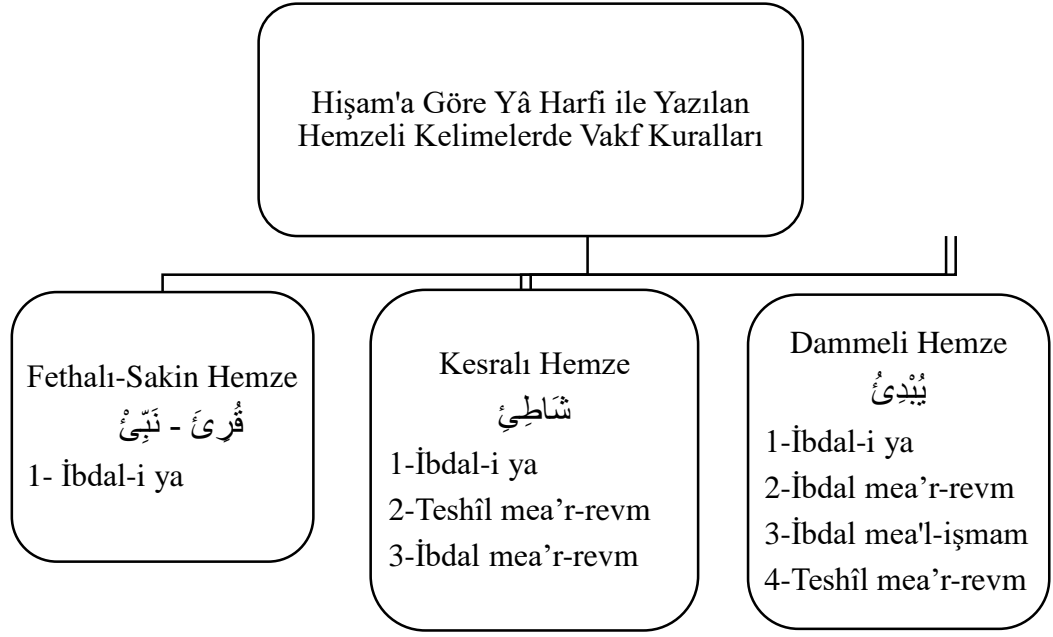 Hişam'a Göre Yâ Harfi ile Yazılan
Hemzeli Kelimelerde Vakf Kuralları
Fethalı-Sakin Hemze
قُرِئَ - نَبِّئْ
1- İbdal-i ya
Kesralı Hemze
شَاطِئِ
1-İbdal-i ya
2-Teshîl mea’r-revm
3-İbdal mea’r-revm
Dammeli Hemze
يُبْدِئُ
1-İbdal-i ya
2-İbdal mea’r-revm
3-İbdal mea'l-işmam
4-Teshîl mea’r-revm